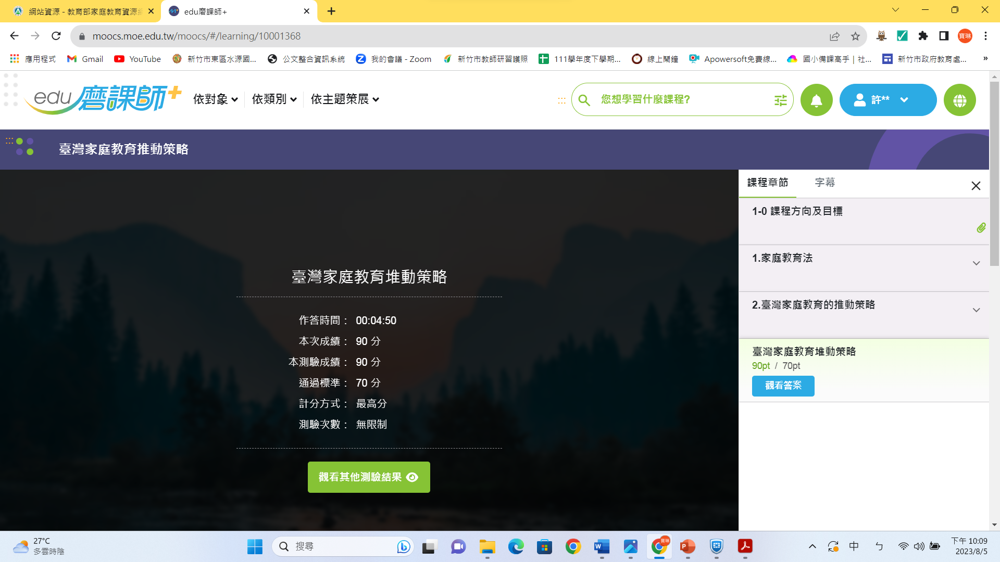 網站資源 - 教育部家庭教育資源網
edu磨課師+
moocs.moe.edu.tw/moocs/#/learning/10001368
寶琳
應用程式
Gmail
YouTube
新竹市東區水源國...
公文整合資訊系統
我的會議 - Zoom
新竹市教師研習護照
111學年度下學期...
線上鬧鐘
Apowersoft免費線...
國小備課高手 | 社...
新竹市政府教育處...
»
edu磨課師+
依對象
依類別
依主題策展
您想學習什麼課程?
許**
臺灣家庭教育推動策略
臺灣家庭教育堆動策略
作答時間： 00:04:50
本次成績： 90 分
本測驗成績： 90 分
通過標準： 70 分
計分方式： 最高分
測驗次數： 無限制
觀看其他測驗結果
課程章節
字幕
1-0 課程方向及目標
1.家庭教育法
2.臺灣家庭教育的推動策略
臺灣家庭教育堆動策略
90pt / 70pt
觀看答案
27°C
多雲時陰
搜尋
中
ㄅ
下午 10:09
2023/8/5